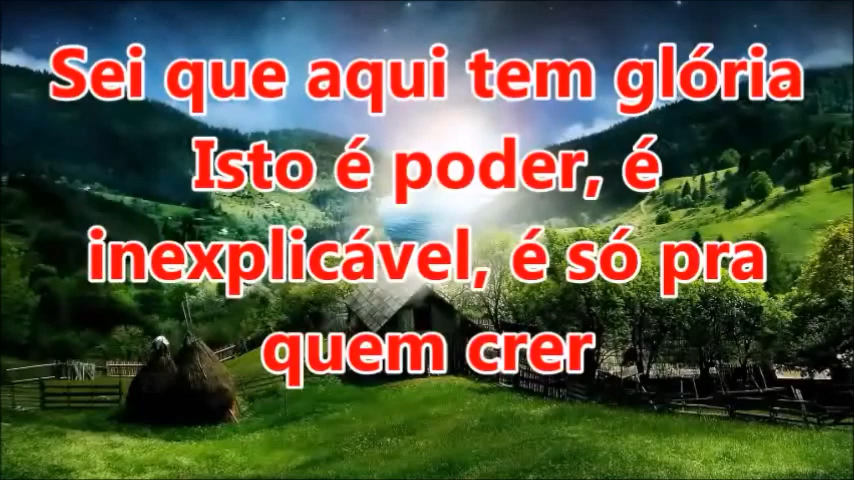 Sei que aqui tem glória
Isto é poder, é
inexplicável, é só pra
quem crer